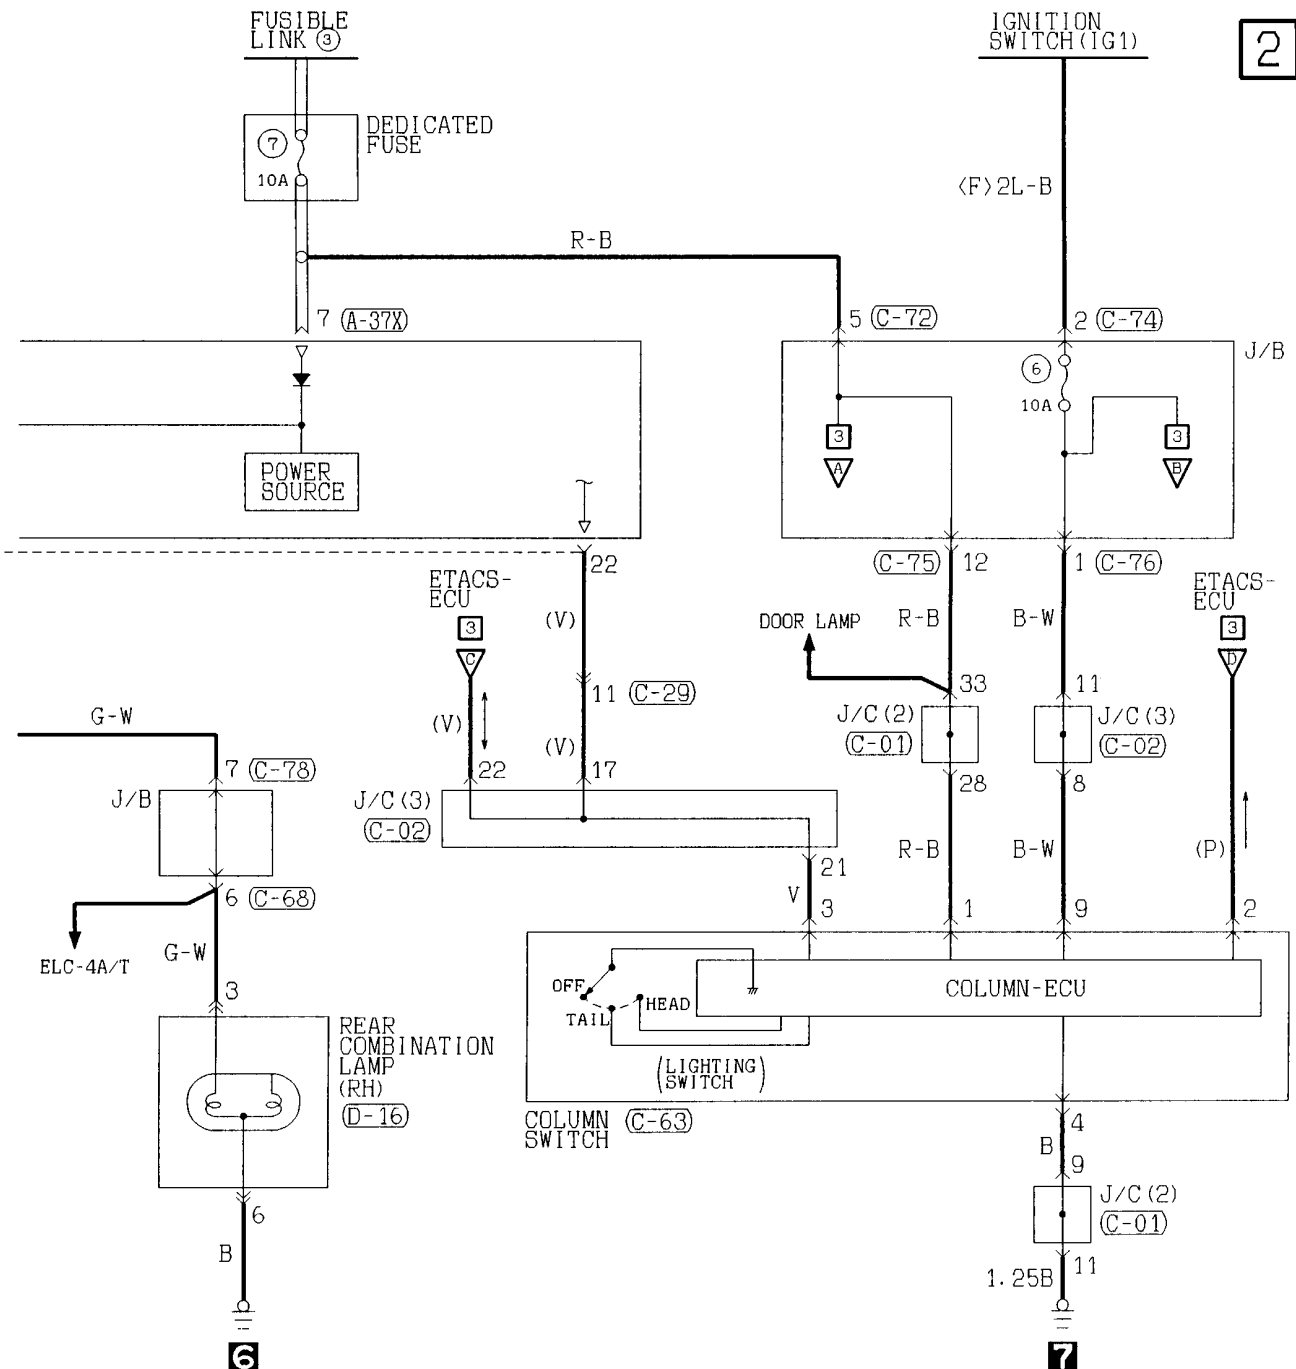 FUSIBLE
LINK ③
IGNITION
SWITCH(IG1)
2
DEDICATED
FUSE
⑦
10A
⟨F⟩2L-B
R-B
7 (A-37X)
5 (C-72)
2 (C-74)
J/B
⑥
10A
3
A
3
B
POWER
SOURCE
22
(C-75) 12
1 (C-76)
ETACS-
ECU
3
C
ETACS-
ECU
3
D
(V)
DOOR LAMP
R-B
B-W
33
11
11 (C-29)
G-W
(V)
(V)
J/C(2)
(C-01)
J/C(3)
(C-02)
7 (C-78)
22
17
28
8
J/B
J/C(3)
(C-02)
R-B
B-W
(P)
21
6 (C-68)
V
3
1
9
2
G-W
ELC-4A/T
3
OFF
TAIL
HEAD
COLUMN-ECU
REAR
COMBINATION
LAMP
(RH)
(D-16)
(LIGHTING
SWITCH)
COLUMN
SWITCH
(C-63)
4
B
9
J/C(2)
(C-01)
6
B
11
1.25B
6
7